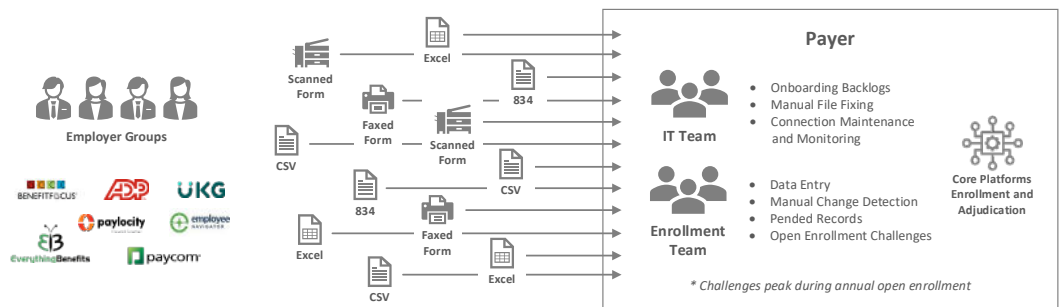 Employer Groups
BENEFITFOCUS
ADP
UKG
paylocity
employee
NAVIGATOR
EB
EverythingBenefits
paycom
Excel
Scanned
Form
834
Faxed
Form
Scanned
Form
CSV
CSV
834
Faxed
Form
Excel
Excel
CSV
Payer
IT Team
• Onboarding Backlogs
• Manual File Fixing
• Connection Maintenance
and Monitoring
Enrollment
Team
• Data Entry
• Manual Change Detection
• Pended Records
• Open Enrollment Challenges
Core Platforms
Enrollment and
Adjudication
* Challenges peak during annual open enrollment